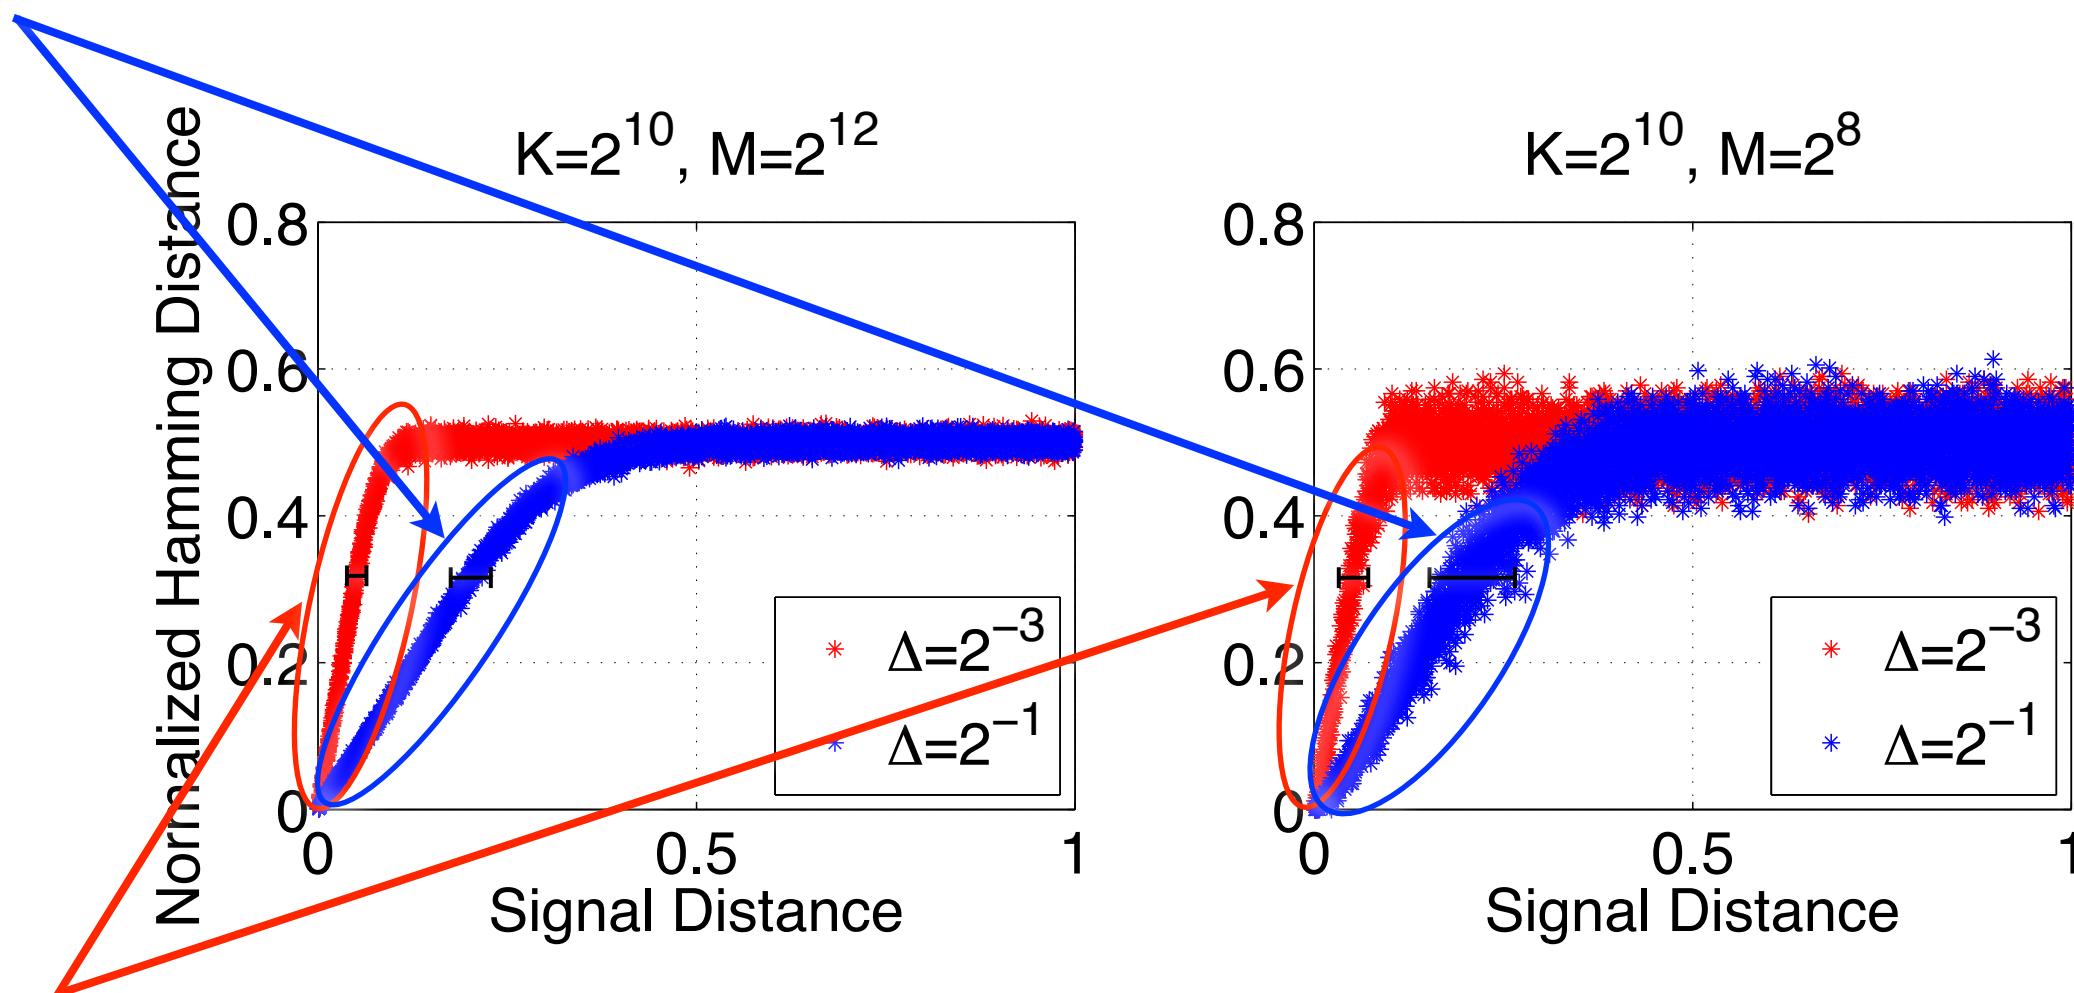 K=2^10, M=2^12
Normalized Hamming Distance
0.8
0.6
0.4
0.2
0
0
0.5
1
Signal Distance
Δ=2^−3
Δ=2^−1
K=2^10, M=2^8
0.8
0.6
0.4
0.2
0
0
0.5
1
Signal Distance
Δ=2^−3
Δ=2^−1